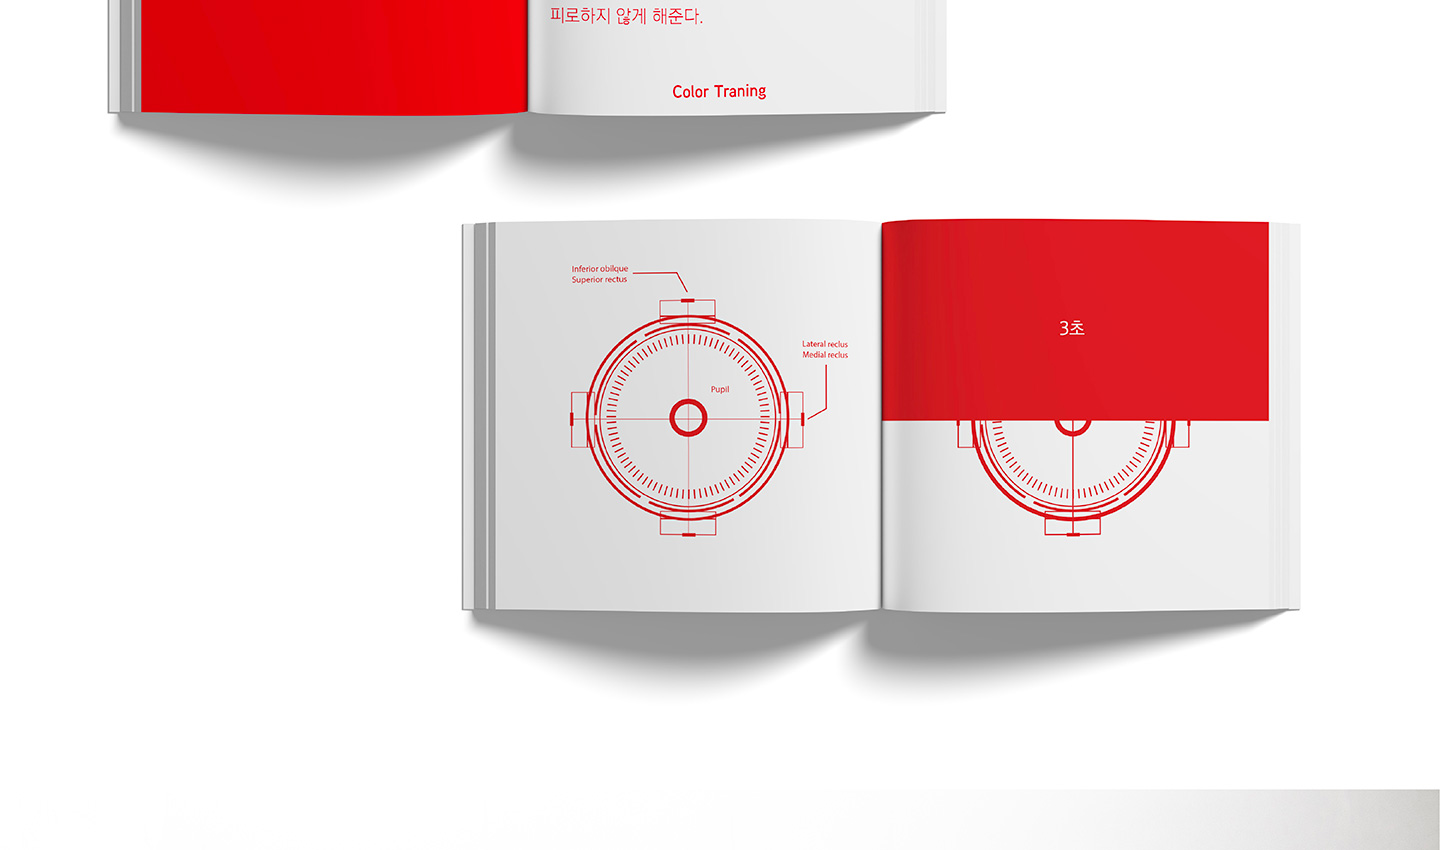 피로하지 않게 해준다.
Color Traning
Inferior obilque
Superior rectus
Lateral reclus
Medial reclus
Pupil
3초